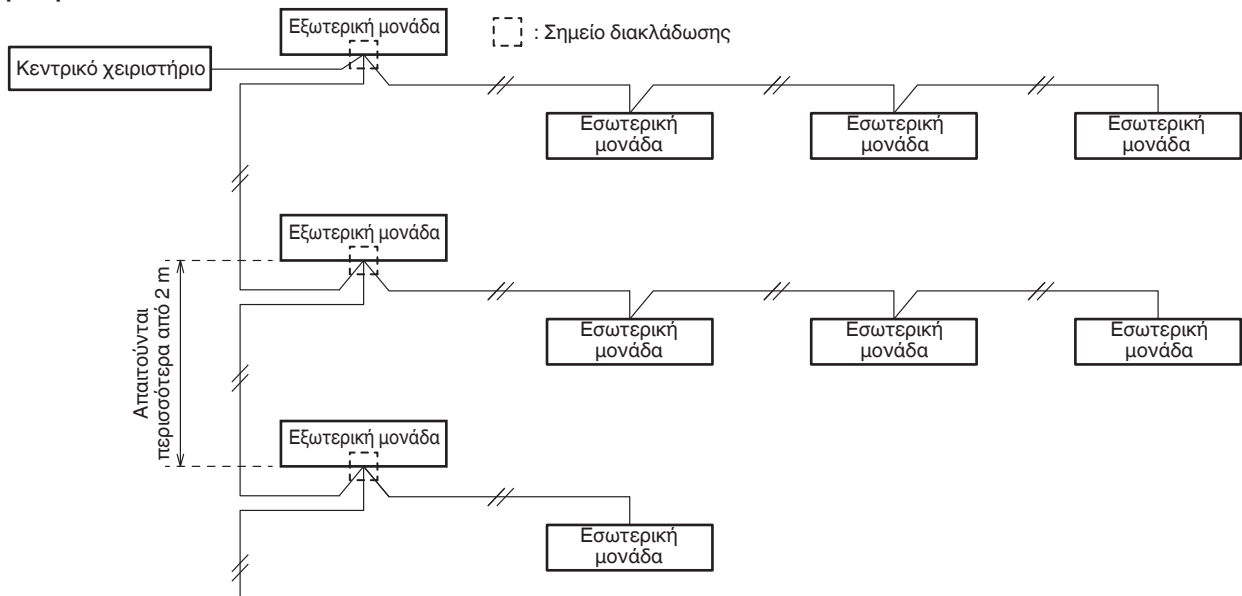 Εξωτερική μονάδα
: Σημείο διακλάδωσης
Κεντρικό χειριστήριο
Εσωτερική
μονάδα
Εσωτερική
μονάδα
Εσωτερική
μονάδα
Εξωτερική μονάδα
Απαιτούνται
περισσότερα από 2 m
Εσωτερική
μονάδα
Εσωτερική
μονάδα
Εσωτερική
μονάδα
Εξωτερική μονάδα
Εσωτερική
μονάδα